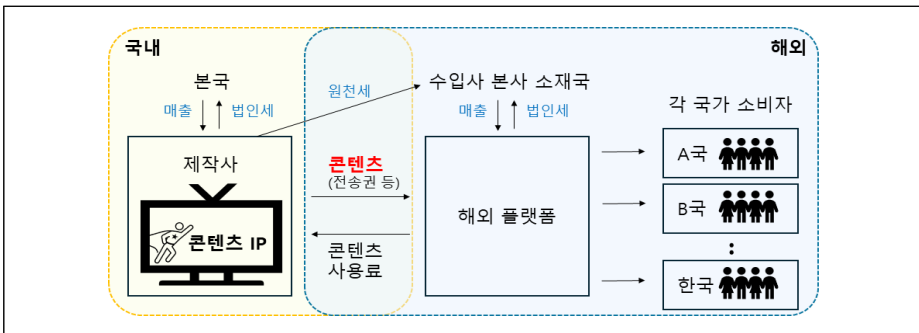 국내
해외
본국
원천세
수입사 본사 소재국
매출
법인세
매출
법인세
각 국가 소비자
제작사
콘텐츠 IP
콘텐츠
(전송권 등)
콘텐츠
사용료
해외 플랫폼
A국
B국
:
한국